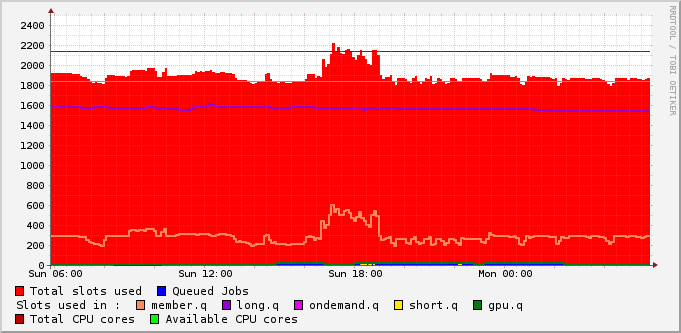 2400
2200
2000
1800
1600
1400
1200
1000
800
600
400
200
0
Sun 06:00 Sun 12:00 Sun 18:00 Mon 00:00
Total slots used Queued Jobs
Slots used in : member.q long.q ondemand.q short.q gpu.q
Total CPU cores Available CPU cores
RRDTOOL / TOBI OETIKER